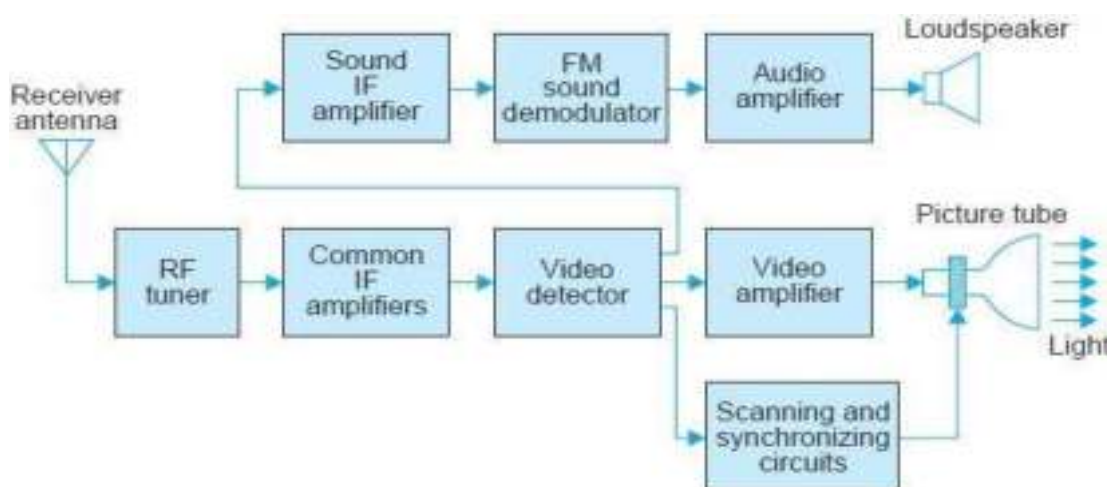 Loudspeaker
Receiver
antenna
Sound
IF
amplifier
FM
sound
demodulator
Audio
amplifier
RF
tuner
Common
IF
amplifiers
Video
detector
Video
amplifier
Picture tube
Light
Scanning and
synchronizing
circuits